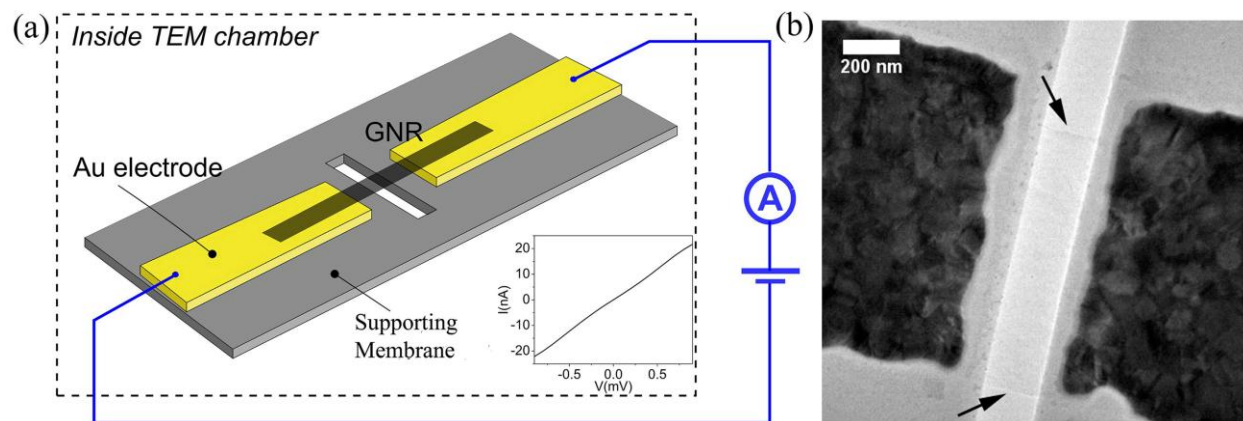 (a)
Inside TEM chamber
GNR
Au electrode
A
Supporting
Membrane
I(nA)
20
10
0
-10
-20
-0.5
0.0
0.5
V(mV)
(b)
200 nm